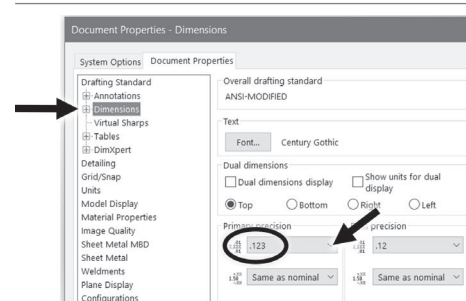 Document Properties - Dimensions
System Options Document Properties
Drafting Standard
Annotations
Dimensions
Virtual Sharps
Tables
DimXpert
Detailing
Grid/Snap
Units
Model Display
Material Properties
Image Quality
Sheet Metal MBD
Sheet Metal
Weldments
Plane Display
Configurations
Overall drafting standard
ANSI-MODIFIED
Text
Font... Century Gothic
Dual dimensions
Dual dimensions display Show units for dual display
Top Bottom Right Left
Primary precision precision
.123 .12
Same as nominal Same as nominal